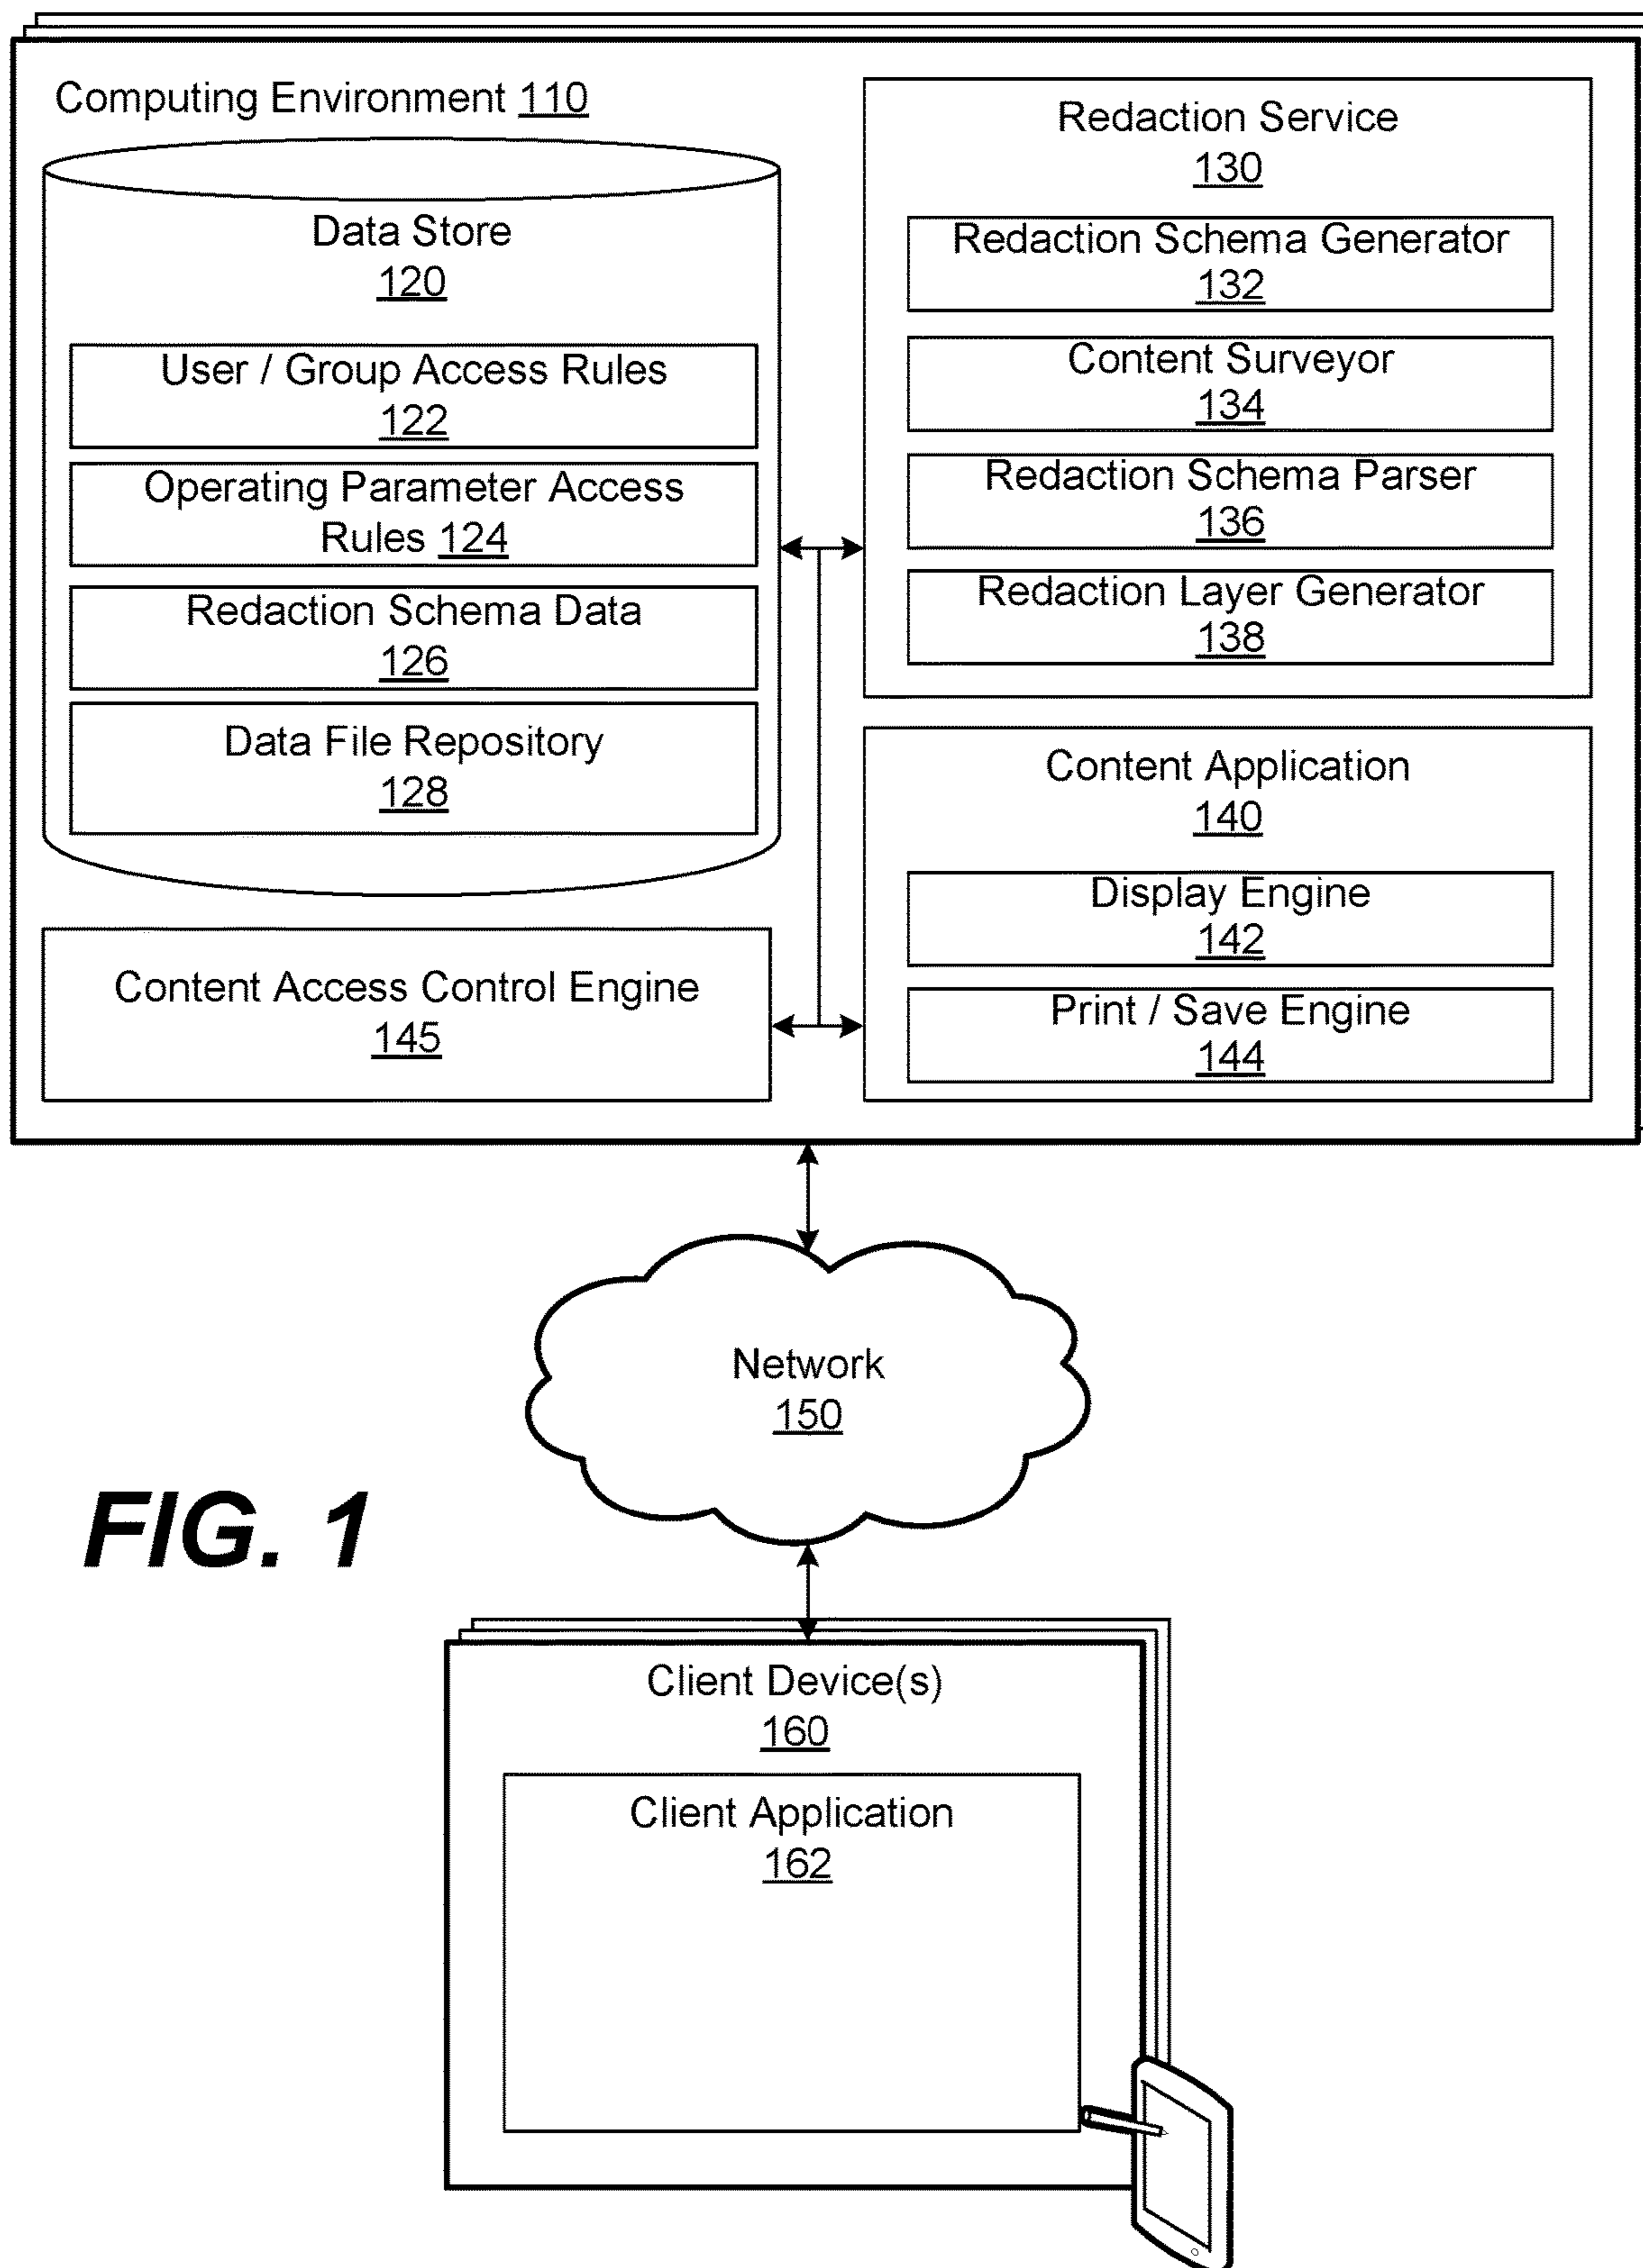 Computing Environment 110
Data Store
120
User / Group Access Rules
122
Operating Parameter Access
Rules 124
Redaction Schema Data
126
Data File Repository
128
Content Access Control Engine
145
Redaction Service
130
Redaction Schema Generator
132
Content Surveyor
134
Redaction Schema Parser
136
Redaction Layer Generator
138
Content Application
140
Display Engine
142
Print / Save Engine
144
Network
150
FIG. 1
Client Device(s)
160
Client Application
162